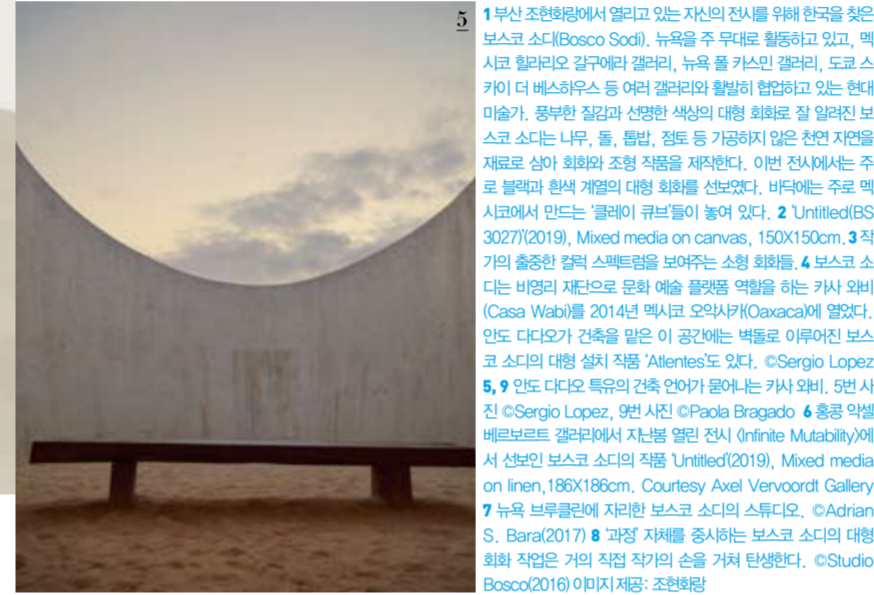 5
1 부산 조현화랑에서 열리고 있는 자신의 전시를 위해 한국을 찾은
보스코 소디(Bosco Sodi). 뉴욕을 주 무대로 활동하고 있고, 멕
시코 힐라리오 갈구에라 갤러리, 뉴욕 폴 카스민 갤러리, 도쿄 스
카이 더 베스하우스 등 여러 갤러리와 활발히 협업하고 있는 현대
미술가. 풍부한 질감과 선명한 색상의 대형 회화로 잘 알려진 보
스코 소디는 나무, 돌, 톱밥, 점토 등 가공하지 않은 천연 자연을
재료로 삼아 회화와 조형 작품을 제작한다. 이번 전시에서는 주
로 블랙과 흰색 계열의 대형 회화를 선보였다. 바닥에는 주로 멕
시코에서 만드는 ‘클레이 큐브’들이 놓여 있다. 2 ‘Untitled(BS
3027)’(2019), Mixed media on canvas, 150X150cm. 3 작
가의 출중한 컬러 스펙트럼을 보여주는 소형 회화들. 4 보스코 소
디는 비영리 재단으로 문화 예술 플랫폼 역할을 하는 카사 와비
(Casa Wabi)를 2014년 멕시코 오악사카(Oaxaca)에 열었다.
안도 다다오가 건축을 맡은 이 공간에는 벽돌로 이루어진 보스
코 소디의 대형 설치 작품 ‘Atlentes’도 있다. ©Sergio Lopez
5, 9 안도 다다오 특유의 건축 언어가 묻어나는 카사 와비. 5번 사
진 ©Sergio Lopez, 9번 사진 ©Paola Bragado 6 홍콩 악셀
베르보르트 갤러리에서 지난봄 열린 전시 〈Infinite Mutability〉에
서 선보인 보스코 소디의 작품 ‘Untitled’(2019), Mixed media
on linen,186X186cm. Courtesy Axel Vervoordt Gallery
7 뉴욕 브루클린에 자리한 보스코 소디의 스튜디오. ©Adrian
S. Bara(2017) 8 ‘과정’ 자체를 중시하는 보스코 소디의 대형
회화 작업은 거의 직접 작가의 손을 거쳐 탄생한다. ©Studio
Bosco(2016) 이미지 제공: 조현화랑